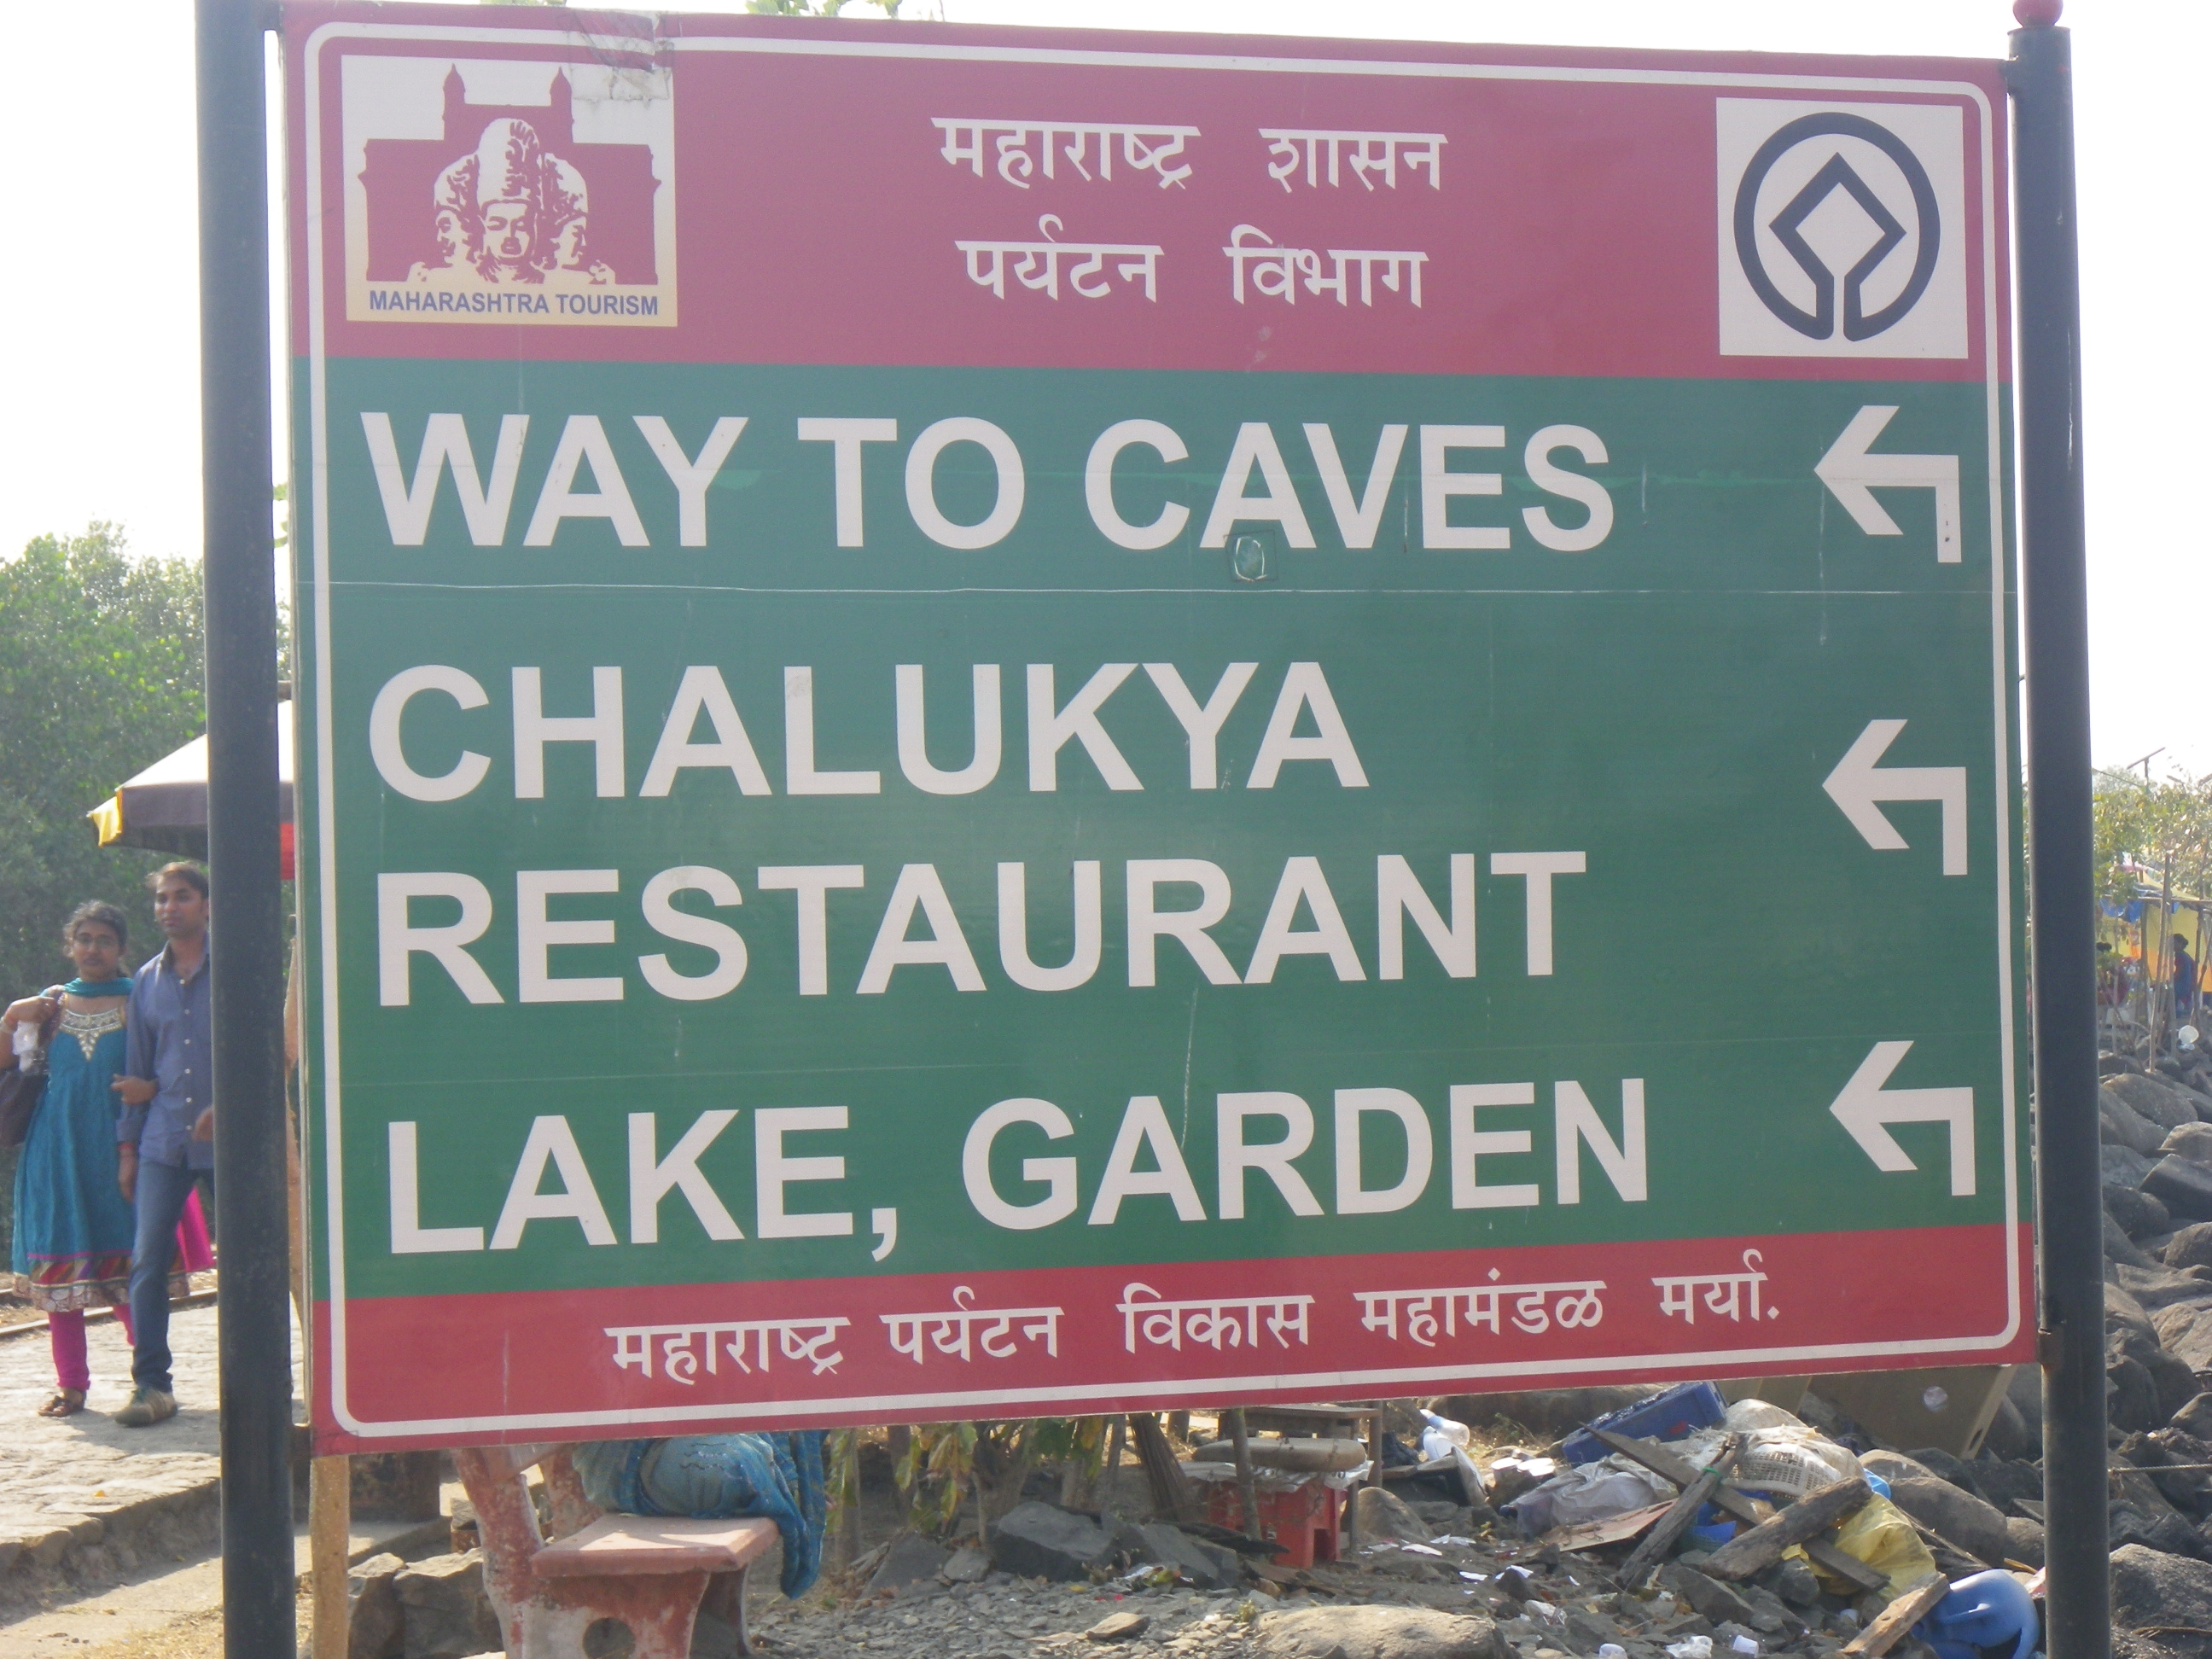 महाराष्ट्र शासन
पर्यटन विभाग
MAHARASHTRA TOURISM
WAY TO CAVES
CHALUKYA
RESTAURANT
LAKE, GARDEN
महाराष्ट्र पर्यटन विकास महामंडळ मर्या.